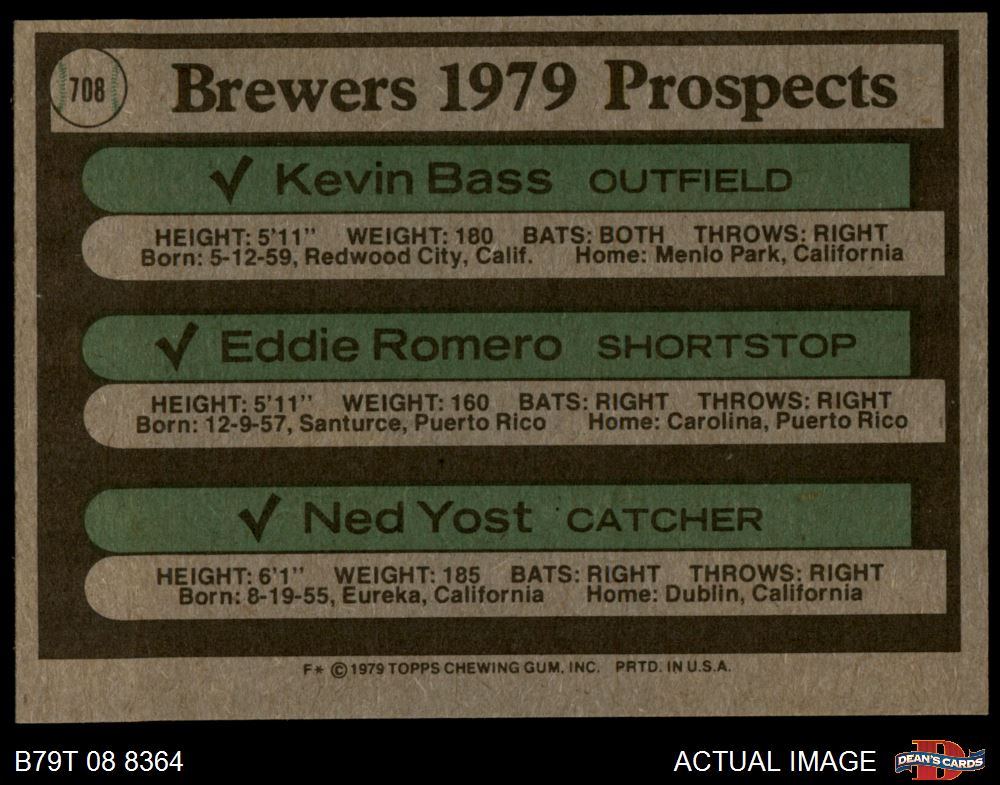 708
Brewers 1979 Prospects
✓ Kevin Bass OUTFIELD
HEIGHT: 5'11" WEIGHT: 180 BATS: BOTH THROWS: RIGHT
Born: 5-12-59, Redwood City, Calif. Home: Menlo Park, California
✓ Eddie Romero SHORTSTOP
HEIGHT: 5'11" WEIGHT: 160 BATS: RIGHT THROWS: RIGHT
Born: 12-9-57, Santurce, Puerto Rico Home: Carolina, Puerto Rico
✓ Ned Yost CATCHER
HEIGHT: 6'1" WEIGHT: 185 BATS: RIGHT THROWS: RIGHT
Born: 8-19-55, Eureka, California Home: Dublin, California
F* © 1979 TOPPS CHEWING GUM, INC. PRTD. IN U.S.A.
B79T 08 8364 ACTUAL IMAGE D DEAN'S CARDS